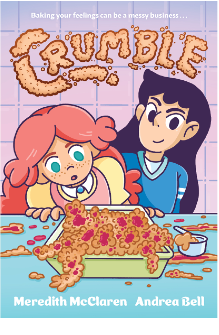 Baking your feelings can be a messy business...
CRUMBLE
Meredith McClaren Andrea Bell